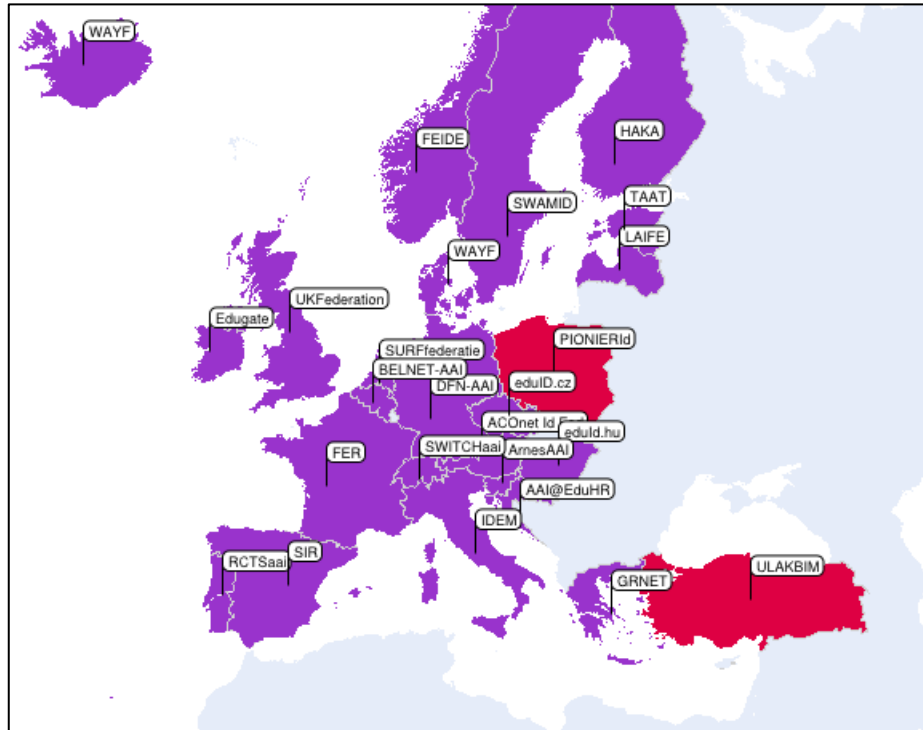 WAYF
FEIDE
HAKA
TAAT
SWAMID
LAIFE
WAYF
UKFederation
Edugate
PIONIERId
SURFfederatie
BELNET-AAI
DFN-AAI
eduID.cz
ACOnet Id
eduId.hu
SWITCHaai
ArnesAAI
FER
AAI@EduHR
IDEM
SIR
RCTSaai
GRNET
ULAKBIM